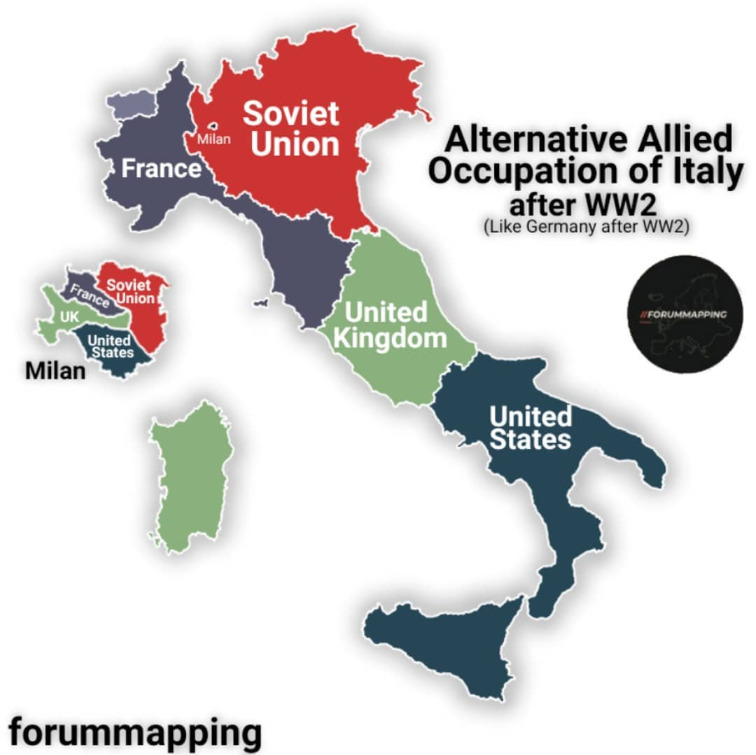 Alternative Allied
Occupation of Italy
after WW2
(Like Germany after WW2)
Soviet
Union
Milan
France
//FORUMMAPPING
Soviet
Union
France
UK
United
States
Milan
United
Kingdom
United
States
forummapping